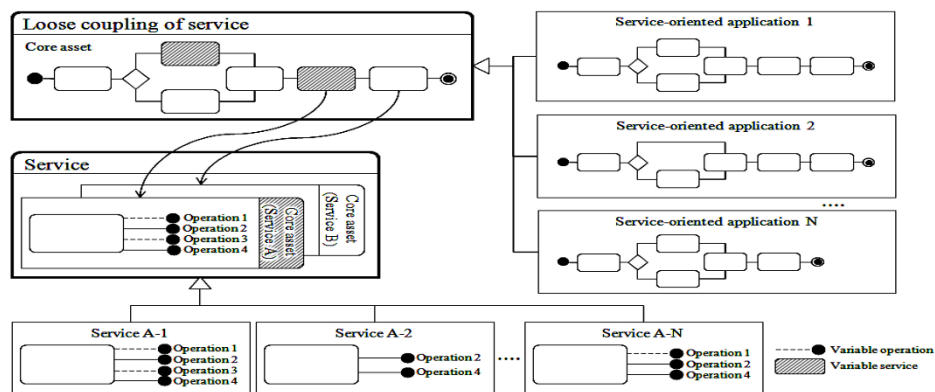 Loose coupling of service
Core asset
Service-oriented application 1
Service-oriented application 2
....
Service-oriented application N
Service
Operation 1
Operation 2
Operation 3
Operation 4
Core asset
(Service A)
Core asset
(Service B)
Service A-1
Operation 1
Operation 2
Operation 3
Operation 4
Service A-2
Operation 2
Operation 4
....
Service A-N
Operation 1
Operation 2
Operation 4
Variable operation
Variable service